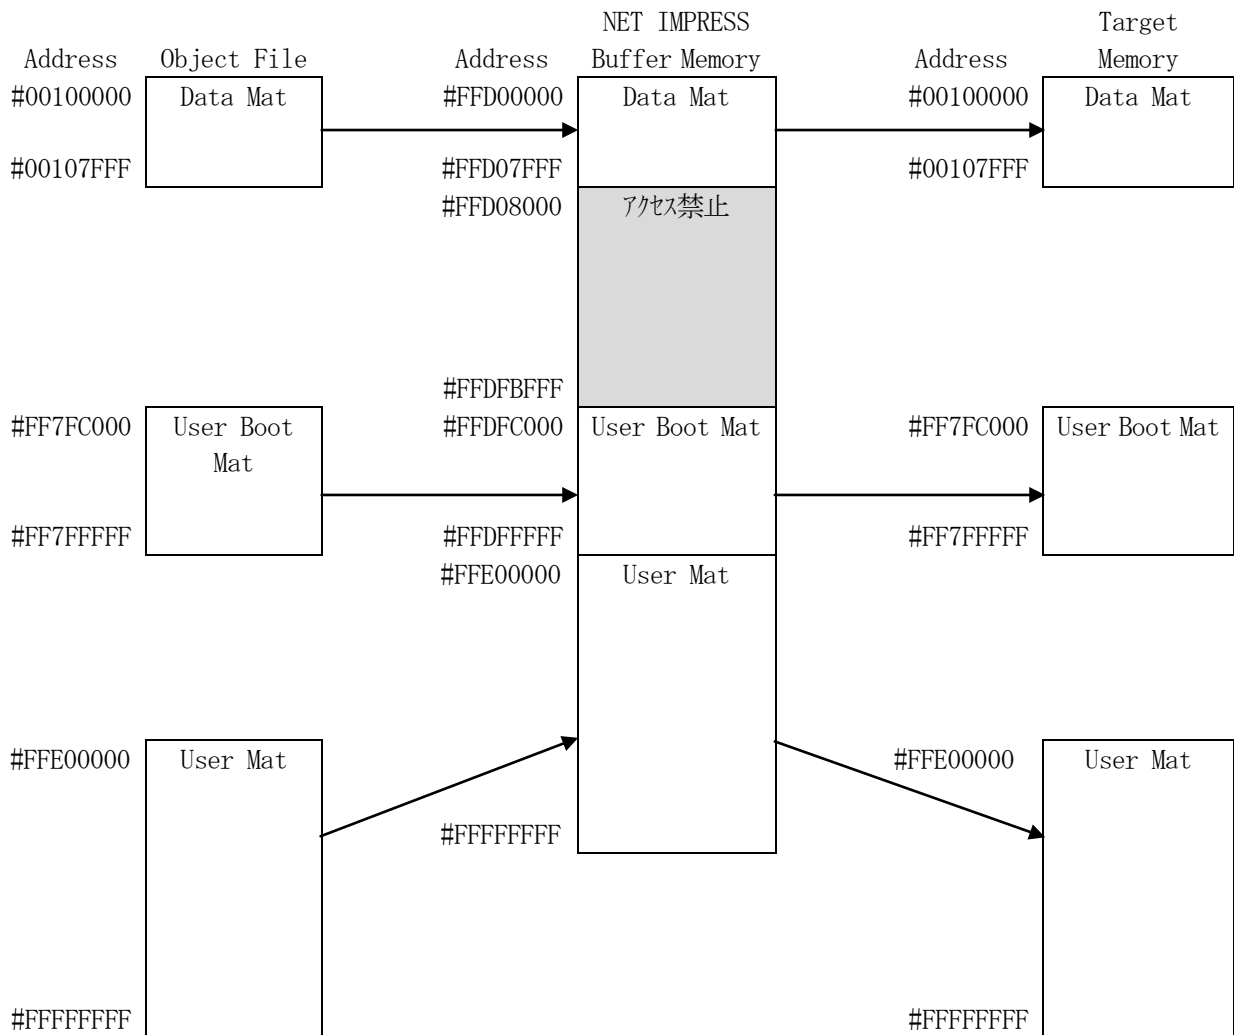 NET IMPRESS Target
Address Object File Address Buffer Memory Address Memory
#00100000 Data Mat #FFD00000 Data Mat #00100000 Data Mat
#00107FFF #FFD07FFF #00107FFF
#FFD08000 ｱｸｾｽ禁止
#FFDFBFFF
#FF7FC000 User Boot #FFDFC000 User Boot Mat #FF7FC000 User Boot Mat
Mat
#FF7FFFFF #FFDFFFFF #FF7FFFFF
#FFE00000 User Mat
#FFE00000 User Mat #FFE00000 User Mat
#FFFFFFFF
#FFFFFFFF #FFFFFFFF